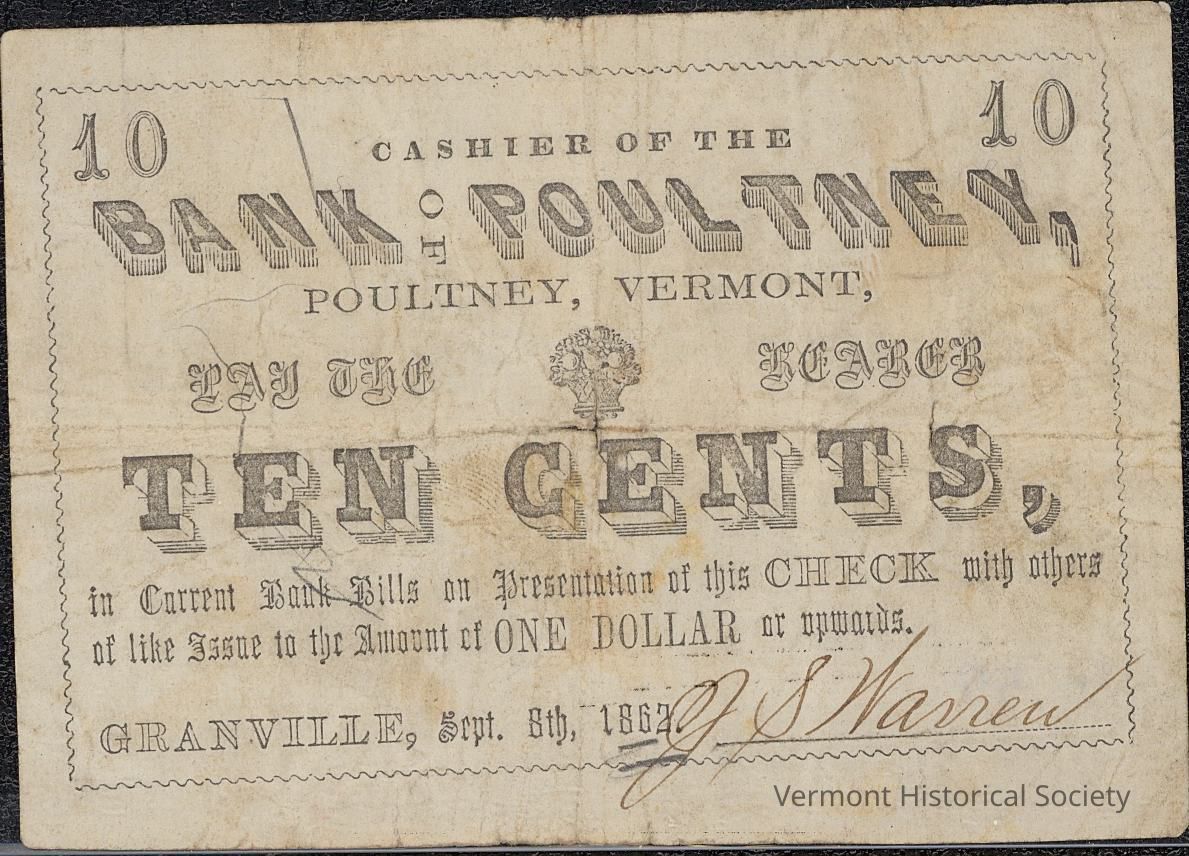 10 10
CASHIER OF THE
BANK OF POULTNEY,
POULTNEY, VERMONT,
PAY THE BEARER
TEN CENTS,
in Current Bank Bills on Presentation of this CHECK with others
of like Issue to the Amount of ONE DOLLAR or upwards.
GRANVILLE, Sept. 8th, 1862. J S Warren
Vermont Historical Society